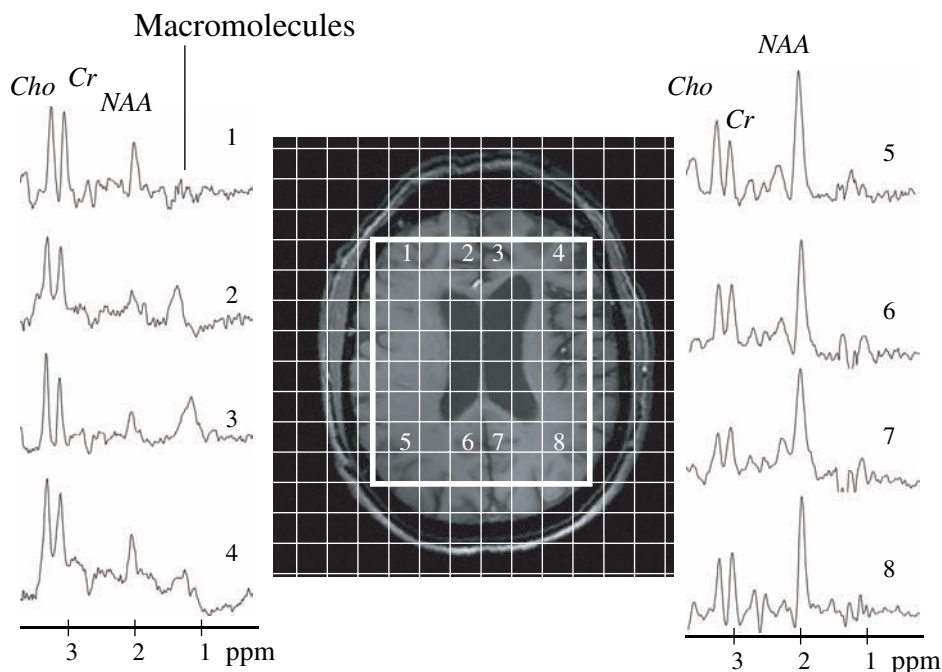 Macromolecules
Cho
Cr
NAA
1
2
3
4
3 2 1 ppm
1 2 3 4
5 6 7 8
NAA
Cho
Cr
5
6
7
8
3 2 1 ppm